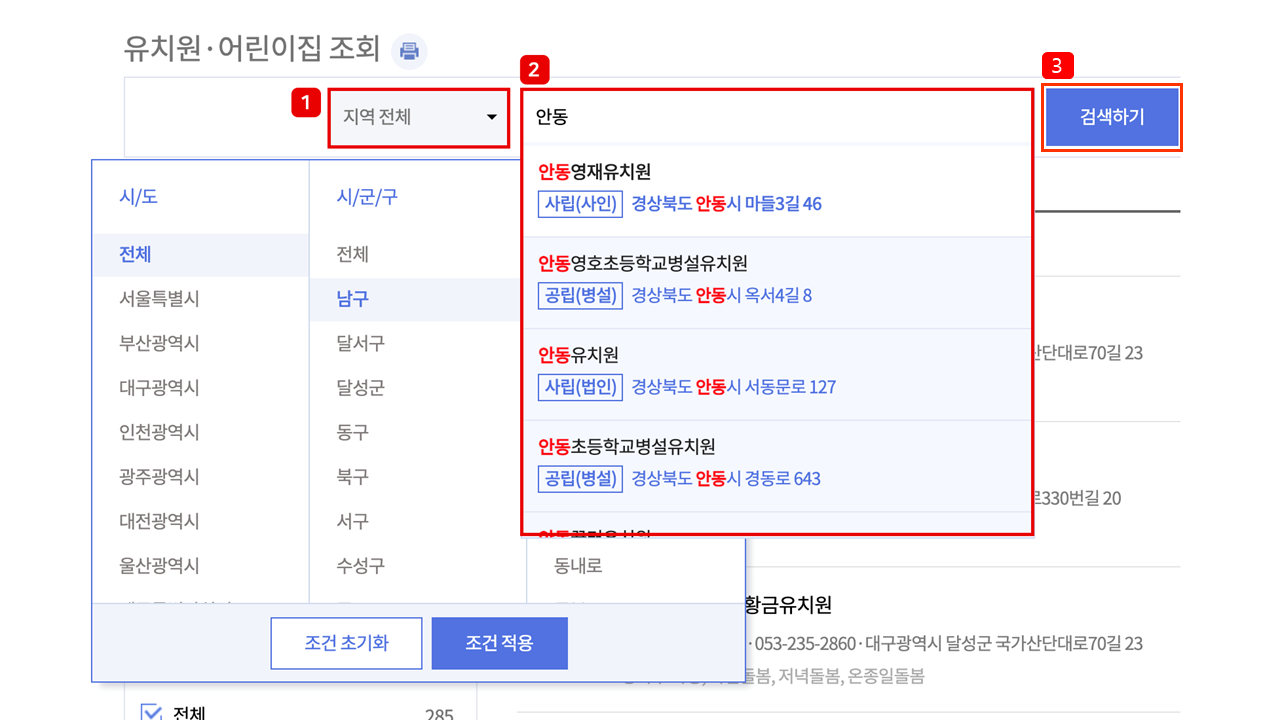 유치원·어린이집 조회
1
지역 전체
2
안동
3
검색하기
안동영재유치원
사립(사인) 경상북도 안동시 마들3길 46
안동영호초등학교병설유치원
공립(병설) 경상북도 안동시 옥서4길 8
안동유치원
사립(법인) 경상북도 안동시 서동문로 127
안동초등학교병설유치원
공립(병설) 경상북도 안동시 경동로 643
시/도
전체
서울특별시
부산광역시
대구광역시
인천광역시
광주광역시
대전광역시
울산광역시
시/군/구
전체
남구
달서구
달성군
동구
북구
서구
수성구
동내로
조건 초기화
조건 적용
산단대로70길 23
로330번길 20
황금유치원
·053-235-2860·대구광역시 달성군 국가산단대로70길 23
돌봄, 저녁돌봄, 온종일돌봄
전체
285